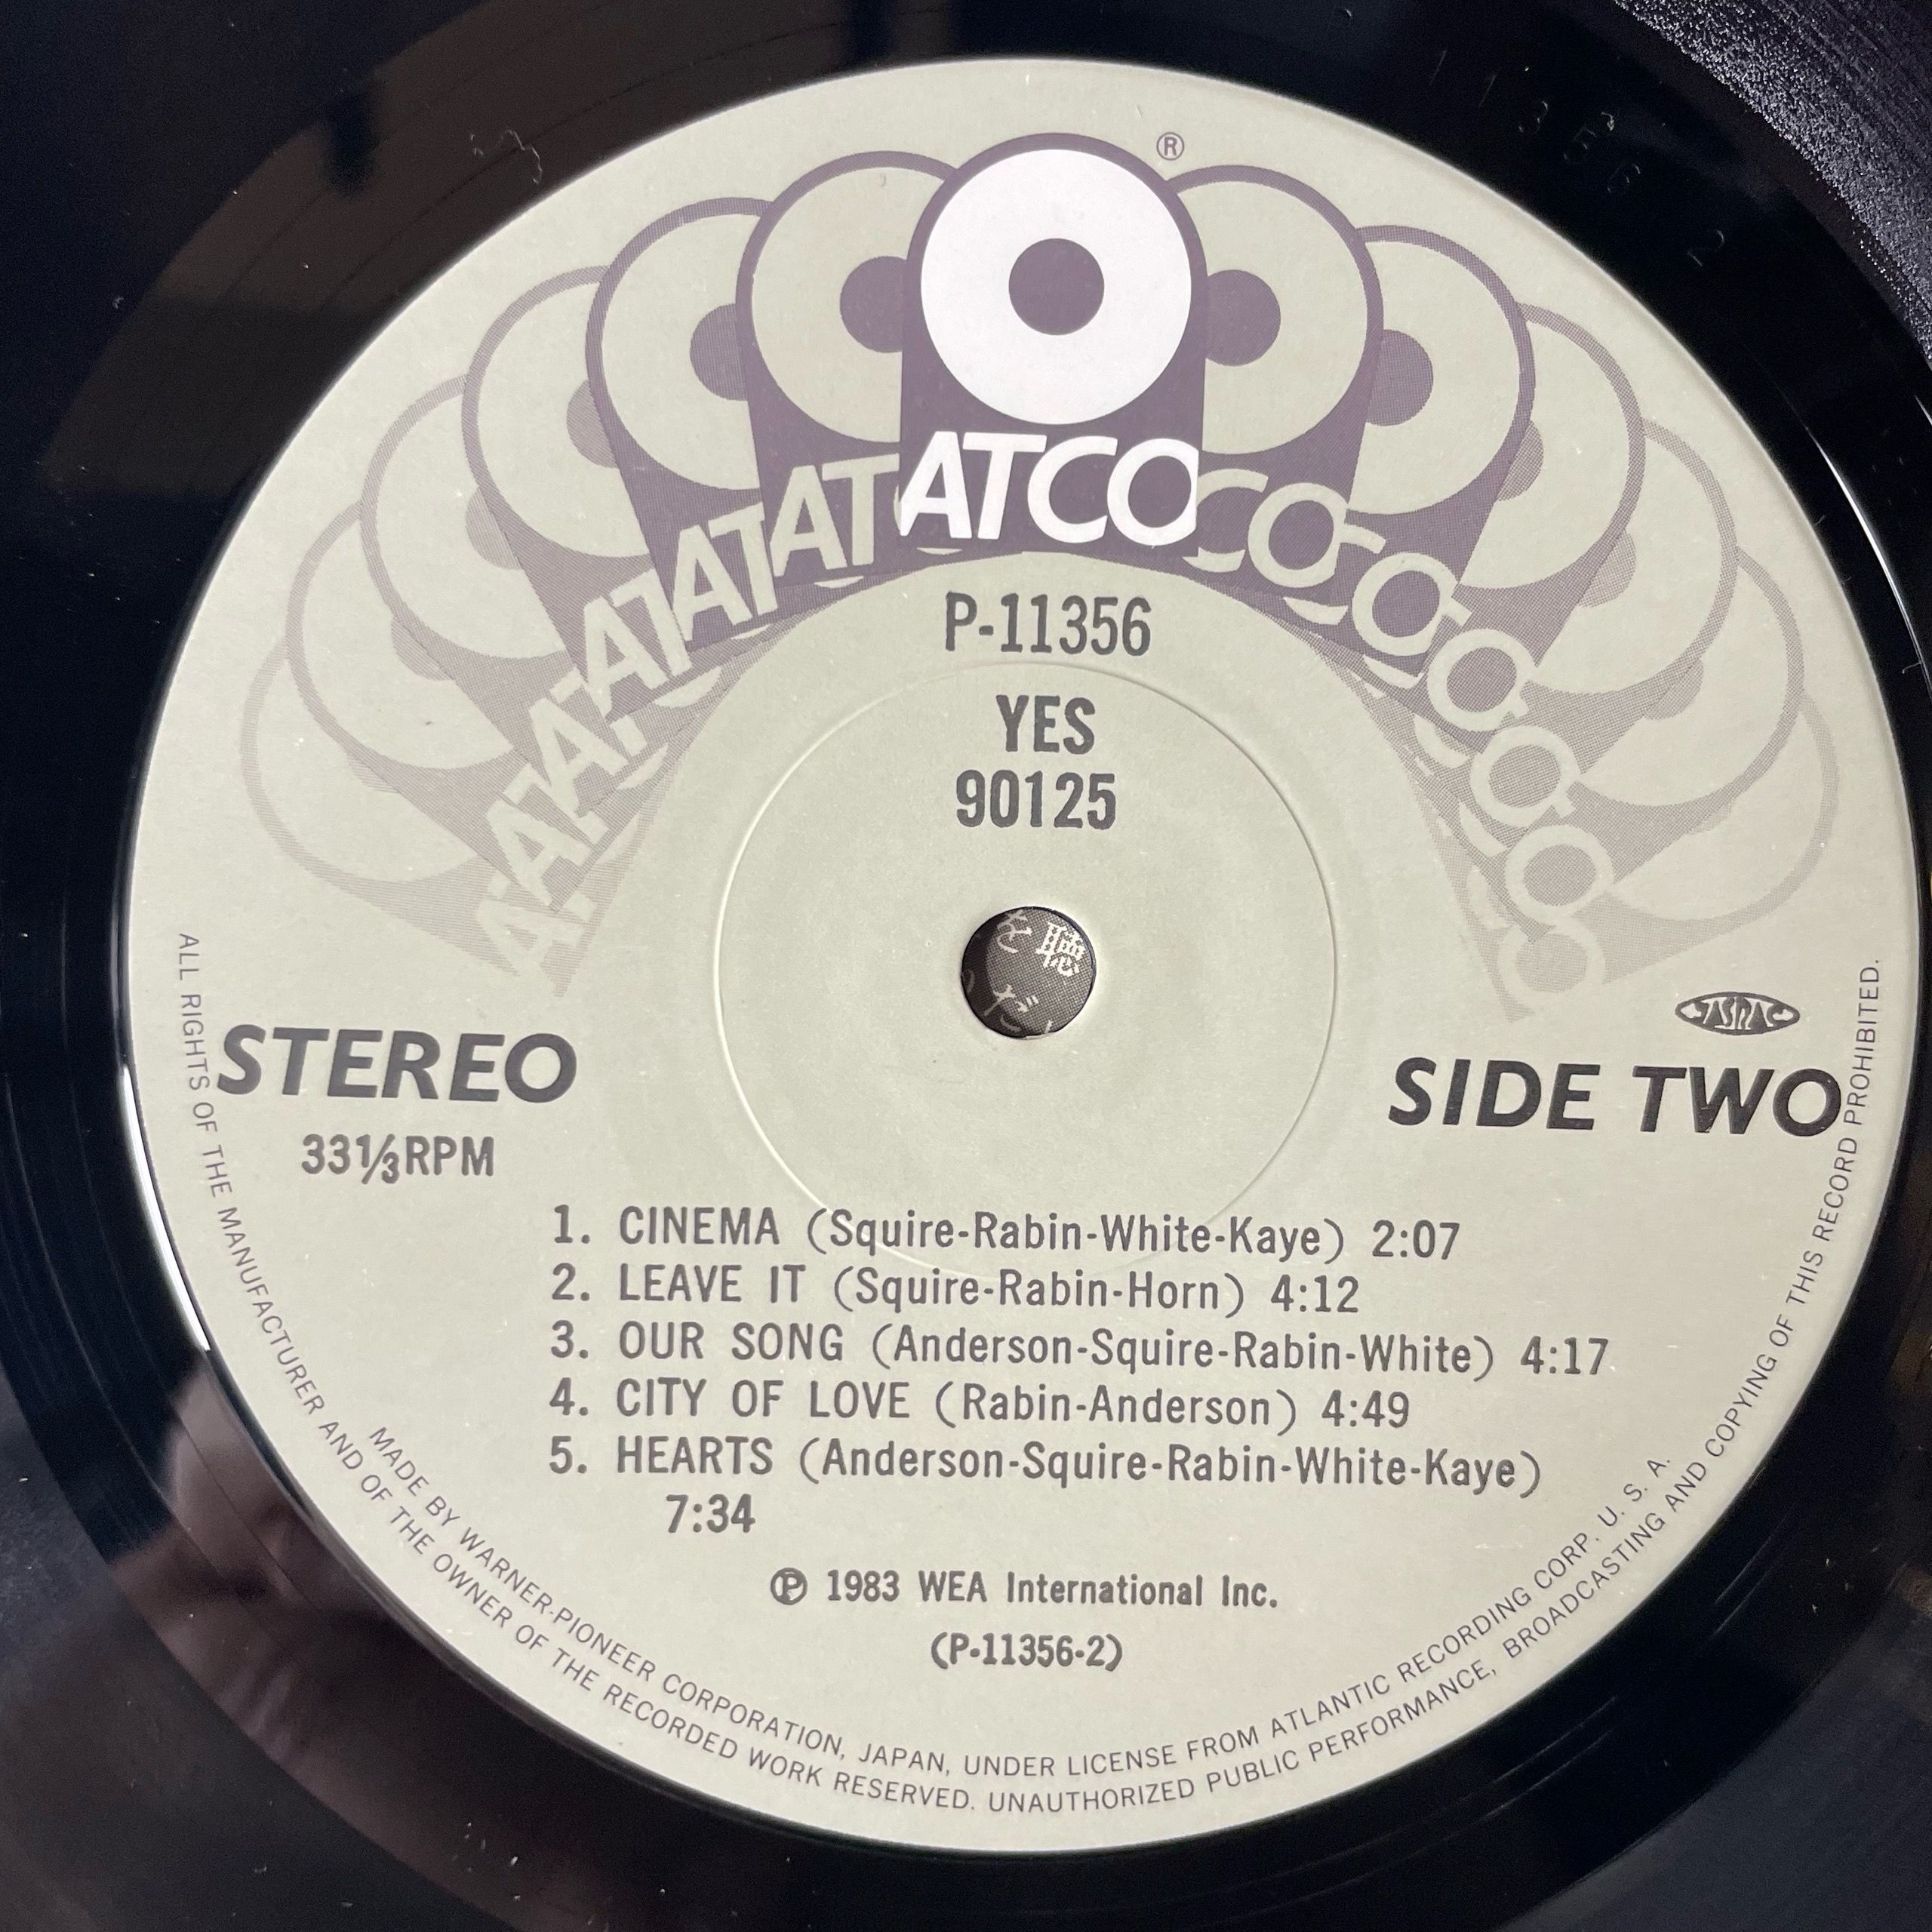 ®
ATCO
P-11356
YES
90125
を聴
だ
JASRAC
STEREO
SIDE TWO
33⅓RPM
1. CINEMA (Squire-Rabin-White-Kaye) 2:07
2. LEAVE IT (Squire-Rabin-Horn) 4:12
3. OUR SONG (Anderson-Squire-Rabin-White) 4:17
4. CITY OF LOVE (Rabin-Anderson) 4:49
5. HEARTS (Anderson-Squire-Rabin-White-Kaye)
7:34
℗ 1983 WEA International Inc.
(P-11356-2)
MADE BY WARNER-PIONEER CORPORATION, JAPAN, UNDER LICENSE FROM ATLANTIC RECORDING CORP. U. S. A.
ALL RIGHTS OF THE MANUFACTURER AND OF THE OWNER OF THE RECORDED WORK RESERVED. UNAUTHORIZED PUBLIC PERFORMANCE, BROADCASTING AND COPYING OF THIS RECORD PROHIBITED.